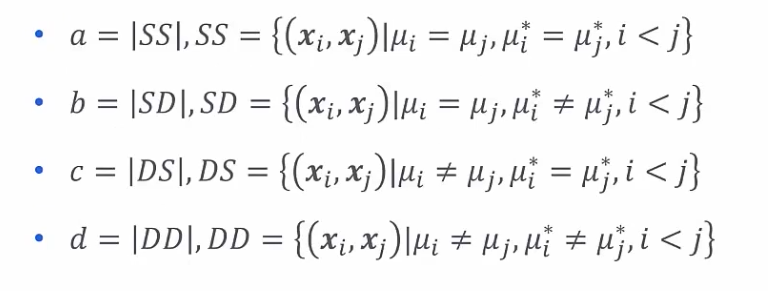 • a = |SS|, SS = {(xᵢ, xⱼ)|μᵢ = μⱼ, μᵢ* = μⱼ*, i < j}
• b = |SD|, SD = {(xᵢ, xⱼ)|μᵢ = μⱼ, μᵢ* ≠ μⱼ*, i < j}
• c = |DS|, DS = {(xᵢ, xⱼ)|μᵢ ≠ μⱼ, μᵢ* = μⱼ*, i < j}
• d = |DD|, DD = {(xᵢ, xⱼ)|μᵢ ≠ μⱼ, μᵢ* ≠ μⱼ*, i < j}